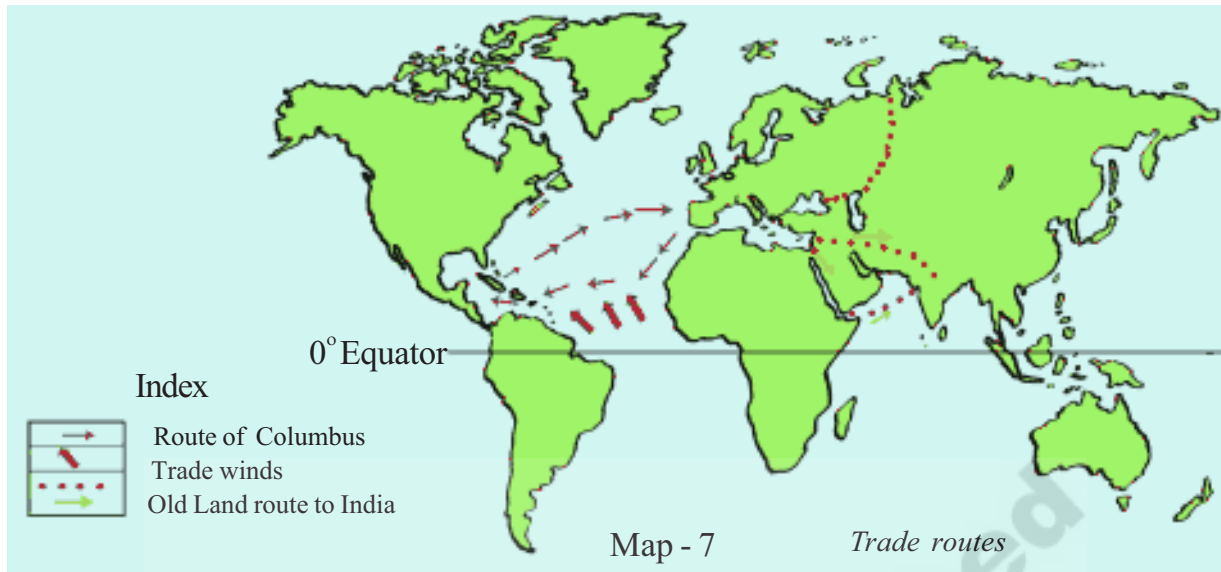 0° Equator
Index
Route of Columbus
Trade winds
Old Land route to India
Map - 7
Trade routes